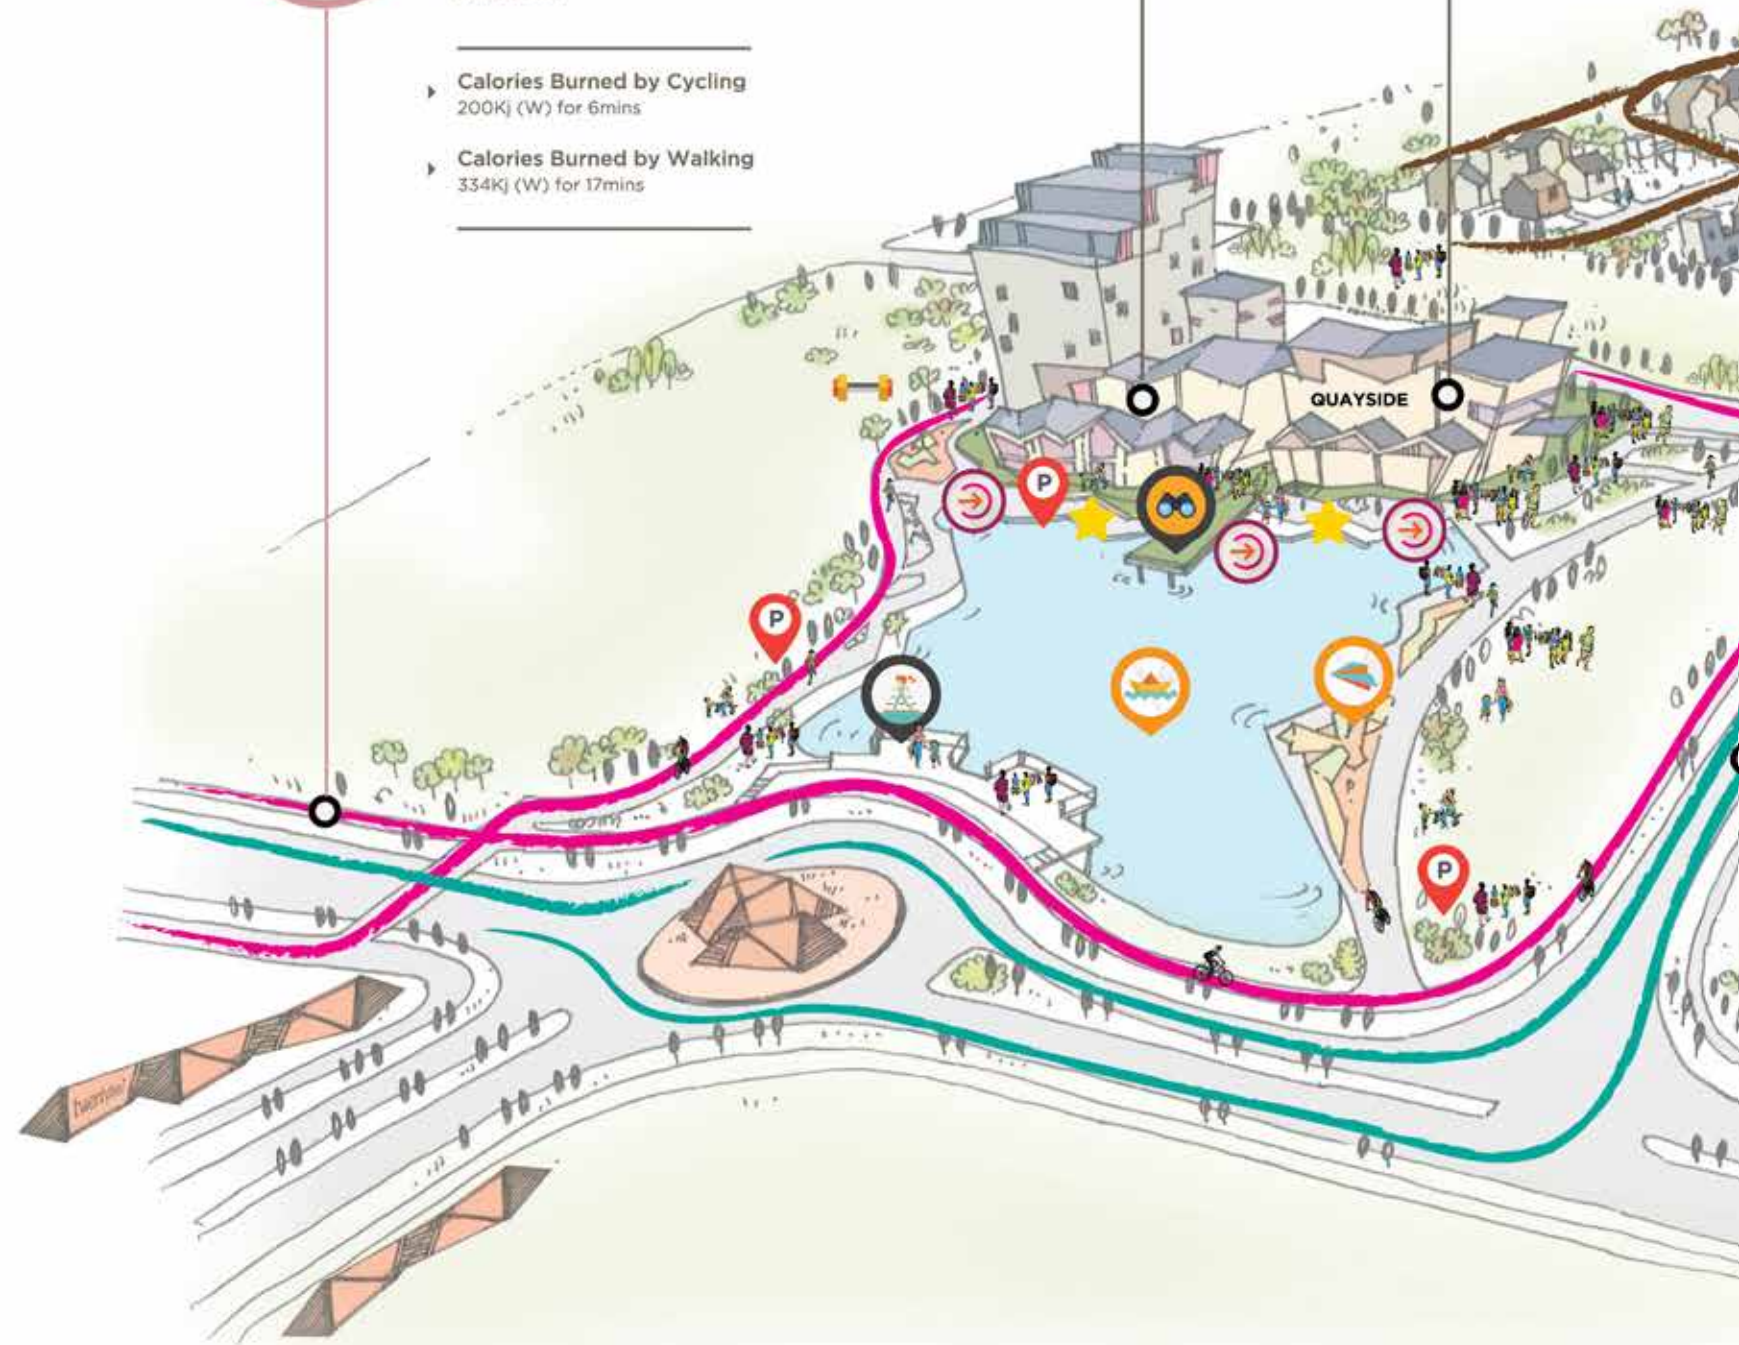 Calories Burned by Cycling
200Kj (W) for 6mins
Calories Burned by Walking
334Kj (W) for 17mins
QUAYSIDE
P
P
P
P